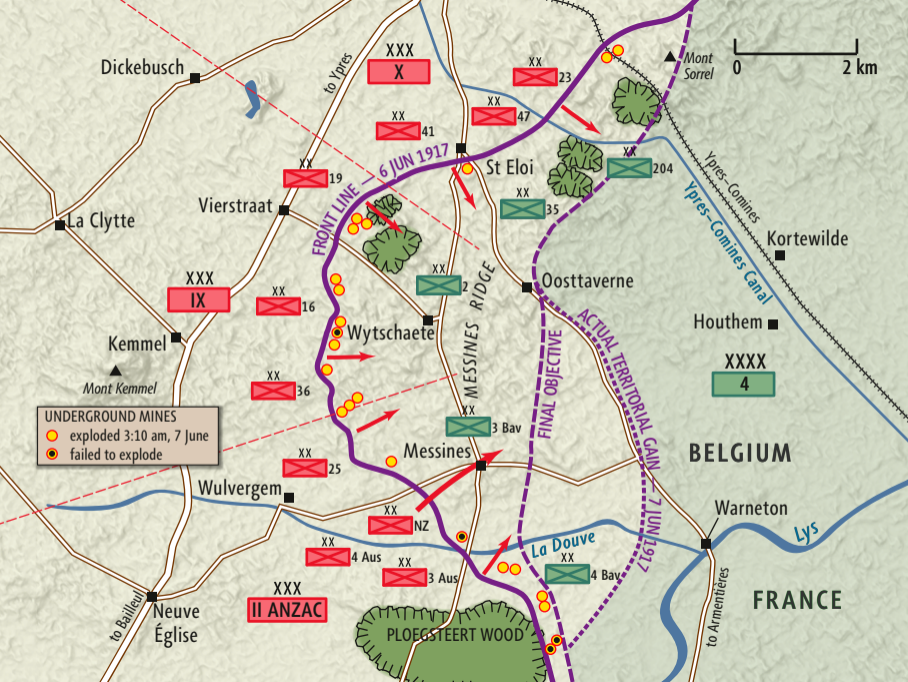 Dickebusch
to Ypres
XXX
X
XX
23
Mont
Sorrel
0
2 km
XX
47
XX
41
St Eloi
XX
204
Ypres–Comines
XX
19
Vierstraat
FRONT LINE – 6 JUN 1917
XX
35
Ypres–Comines Canal
La Clytte
Kortewilde
XXX
IX
XX
2
Oosttaverne
XX
16
MESSINES RIDGE
Wytschaete
Houthem
Kemmel
Mont Kemmel
XX
36
FINAL OBJECTIVE
ACTUAL TERRITORIAL GAIN – 7 JUN 1917
XXXX
4
UNDERGROUND MINES
exploded 3:10 am, 7 June
failed to explode
XX
3 Bav
Messines
BELGIUM
XX
25
Wulvergem
Warneton
XX
NZ
Lys
La Douve
XX
4 Aus
XX
3 Aus
XX
4 Bav
XXX
II ANZAC
to Bailleul
Neuve
Église
PLOEGSTEERT WOOD
to Armentières
FRANCE